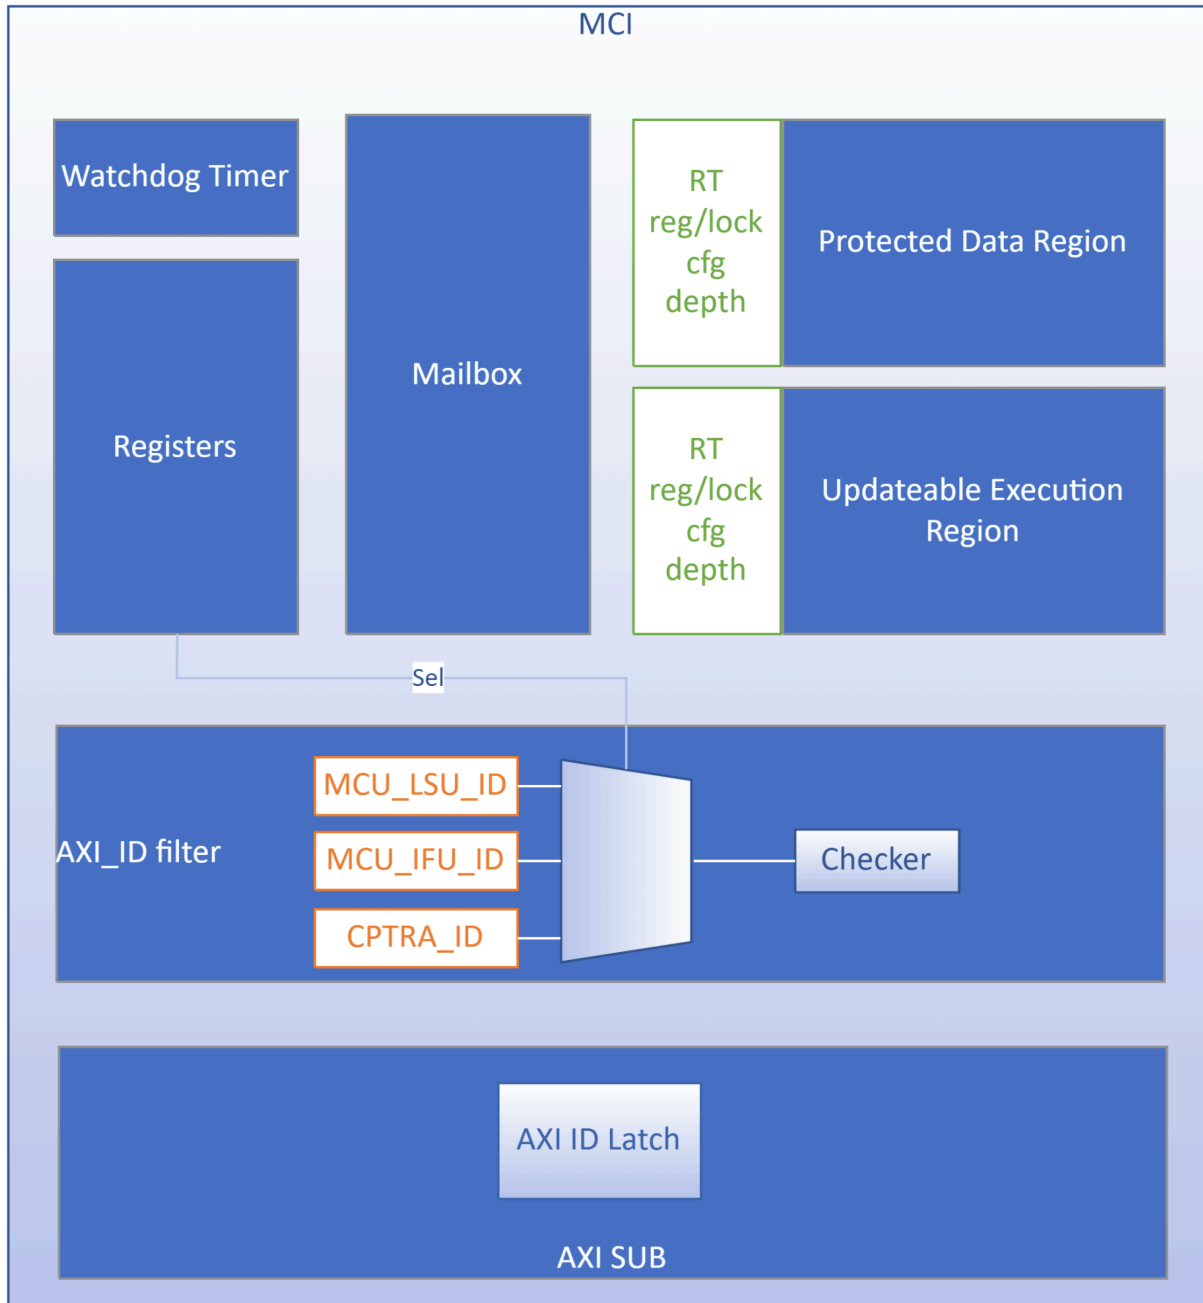 MCI
Watchdog Timer
Registers
Mailbox
RT
reg/lock
cfg
depth
Protected Data Region
RT
reg/lock
cfg
depth
Updateable Execution
Region
Sel
AXI_ID filter
MCU_LSU_ID
MCU_IFU_ID
CPTRA_ID
Checker
AXI ID Latch
AXI SUB